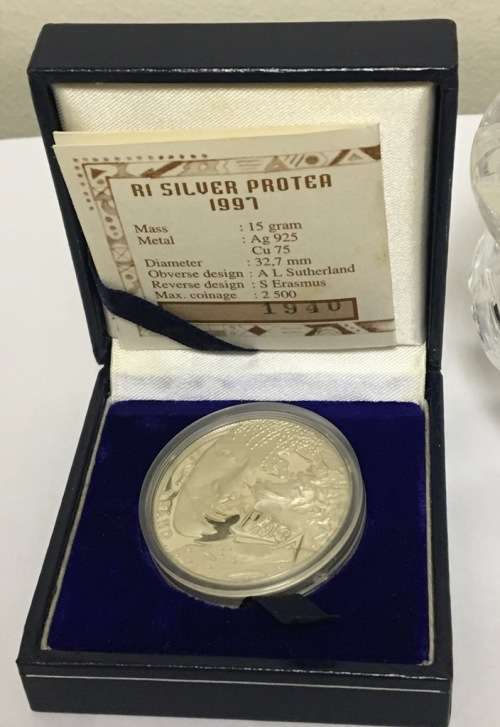 R1 SILVER PROTEA
1997
Mass : 15 gram
Metal : Ag 925
Cu 75
Diameter : 32,7 mm
Obverse design : A L Sutherland
Reverse design : S Erasmus
Max. coinage : 2 500
1940